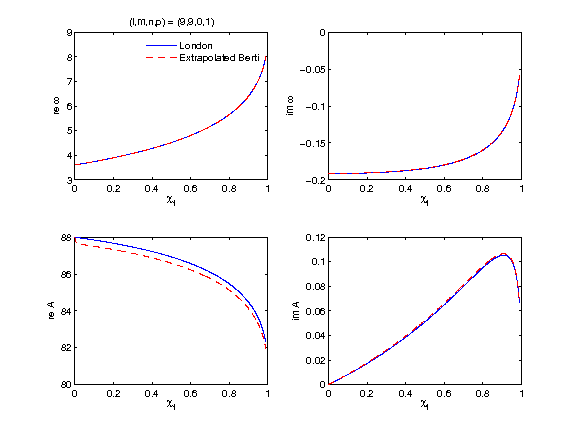 (l,m,n,p) = (9,9,0,1)
London
Extrapolated Berti
re ω
9
8
7
6
5
4
3
0 0.2 0.4 0.6 0.8 1
χf
im ω
0
−0.05
−0.1
−0.15
−0.2
0 0.2 0.4 0.6 0.8 1
χf
re A
88
86
84
82
80
0 0.2 0.4 0.6 0.8 1
χf
im A
0.12
0.1
0.08
0.06
0.04
0.02
0
0 0.2 0.4 0.6 0.8 1
χf